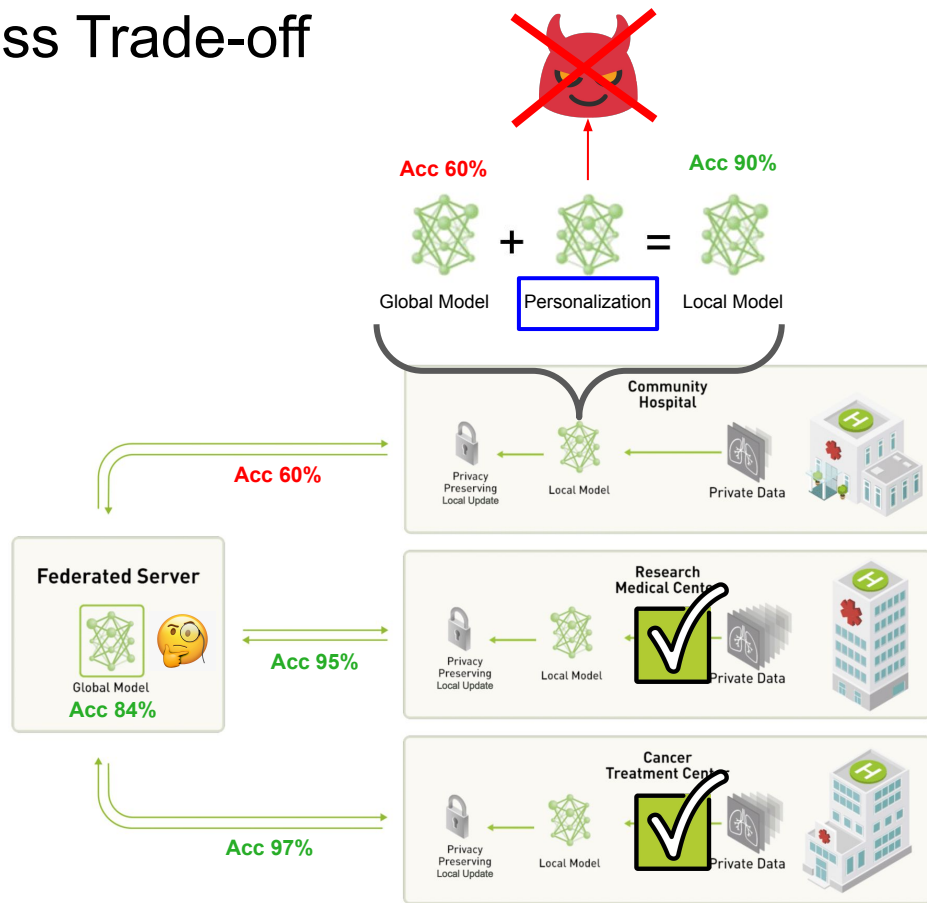 ss Trade-off
Acc 60%
Acc 90%
+
=
Global Model
Personalization
Local Model
Community
Hospital
Privacy
Preserving
Local Update
Local Model
Private Data
H
Acc 60%
Federated Server
Global Model
Acc 84%
Research
Medical Center
Privacy
Preserving
Local Update
Local Model
Private Data
H
Acc 95%
Cancer
Treatment Center
Privacy
Preserving
Local Update
Local Model
Private Data
H
Acc 97%